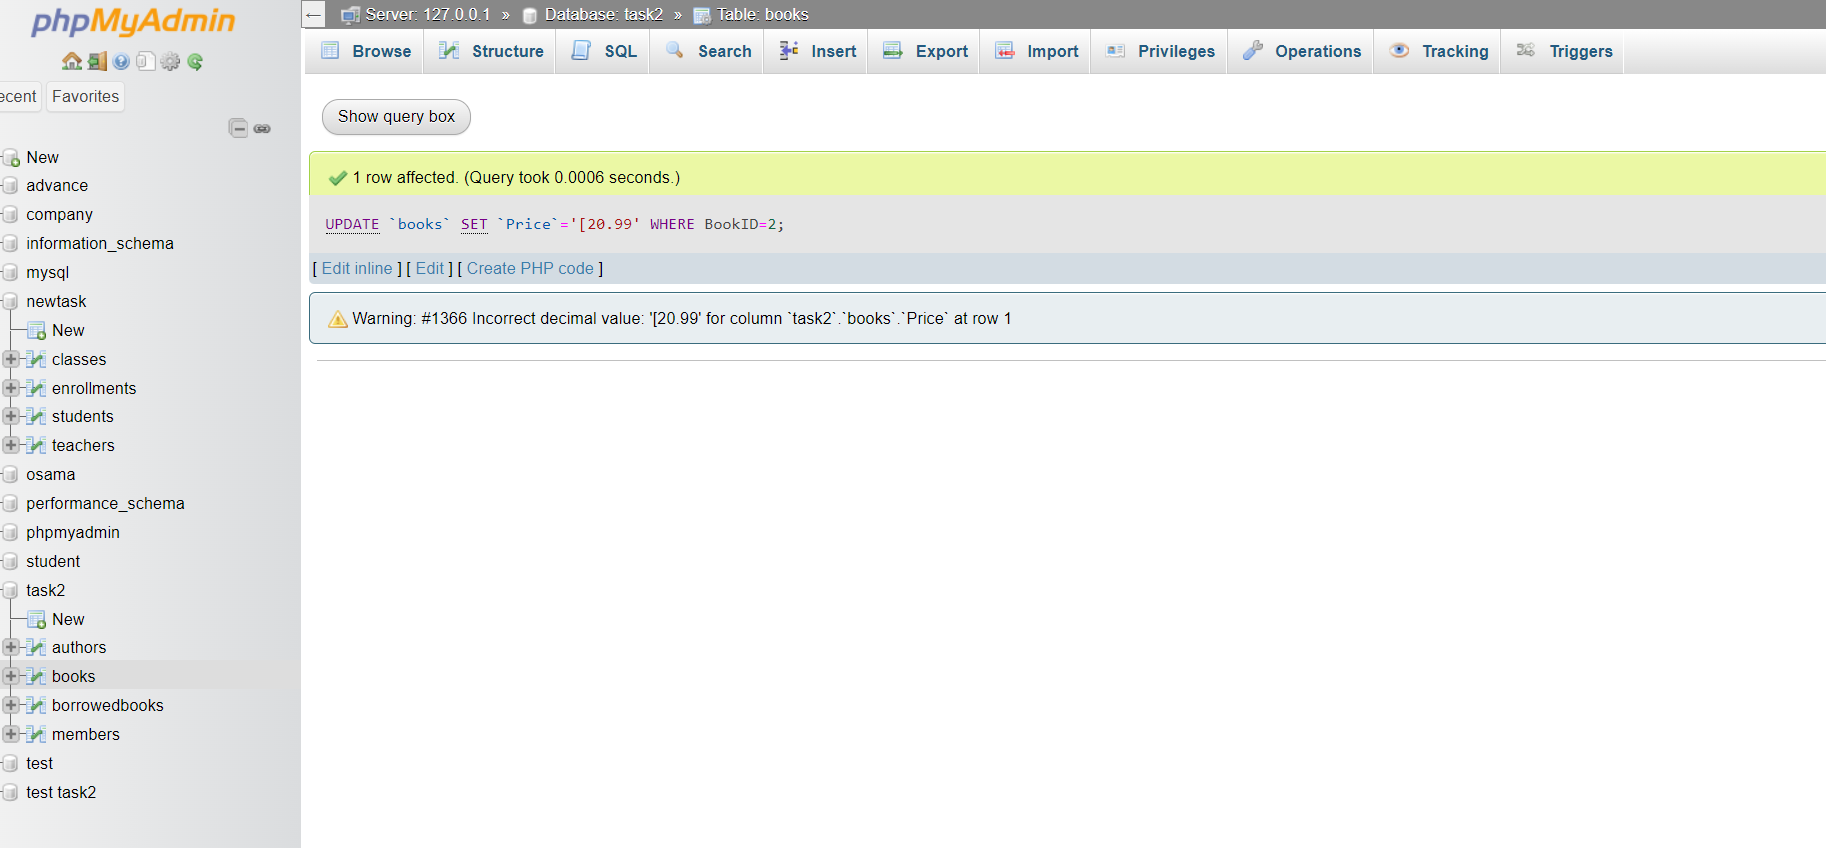 phpMyAdmin
ecent Favorites
New
advance
company
information_schema
mysql
newtask
New
classes
enrollments
students
teachers
osama
performance_schema
phpmyadmin
student
task2
New
authors
books
borrowedbooks
members
test
test task2
← Server: 127.0.0.1 » Database: task2 » Table: books
Browse Structure SQL Search Insert Export Import Privileges Operations Tracking Triggers
Show query box
1 row affected. (Query took 0.0006 seconds.)
UPDATE `books` SET `Price`='[20.99' WHERE BookID=2;
[ Edit inline ] [ Edit ] [ Create PHP code ]
Warning: #1366 Incorrect decimal value: '[20.99' for column `task2`.`books`.`Price` at row 1